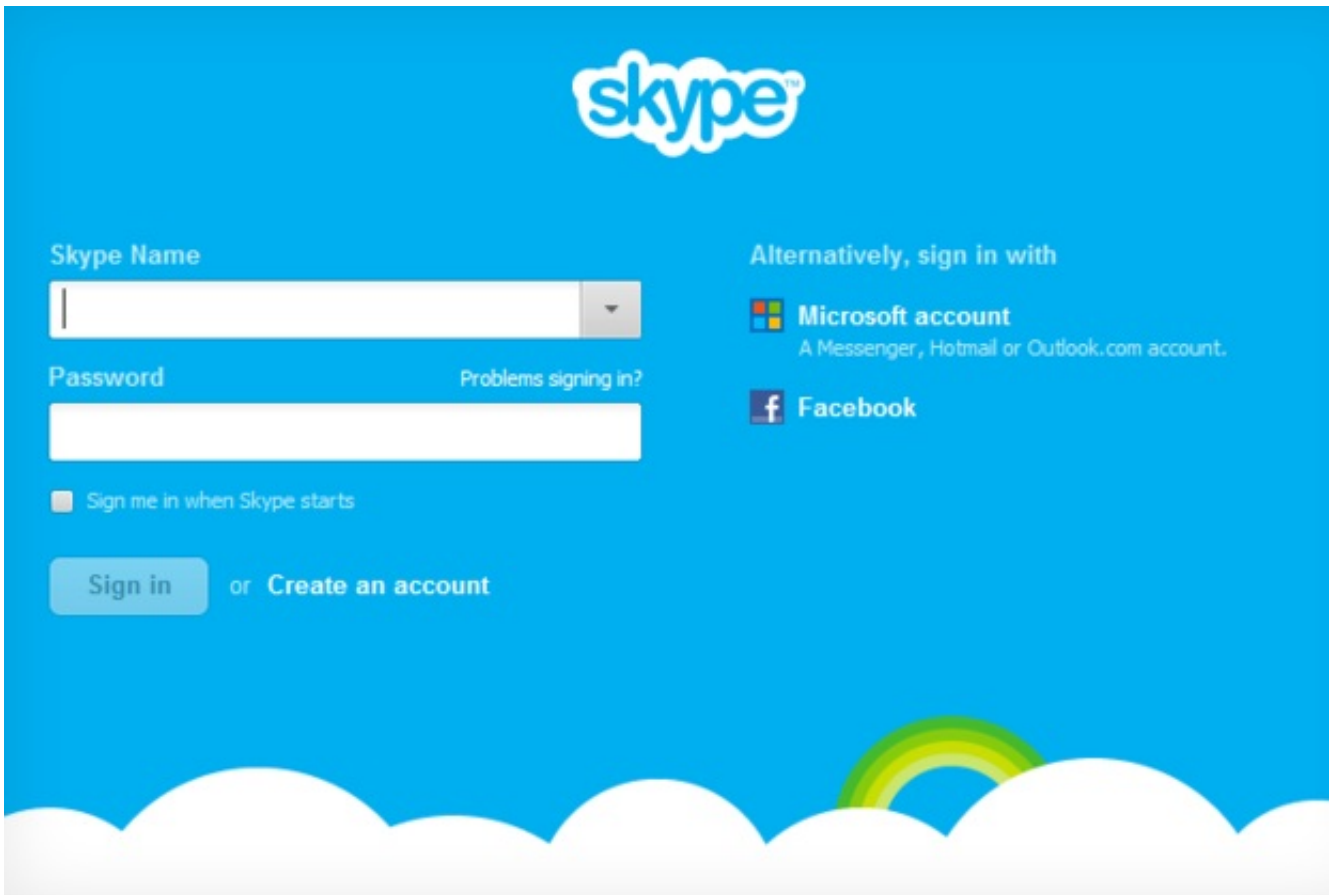 skype™
Skype Name
Password
Problems signing in?
Sign me in when Skype starts
Sign in or Create an account
Alternatively, sign in with
Microsoft account
A Messenger, Hotmail or Outlook.com account.
f Facebook